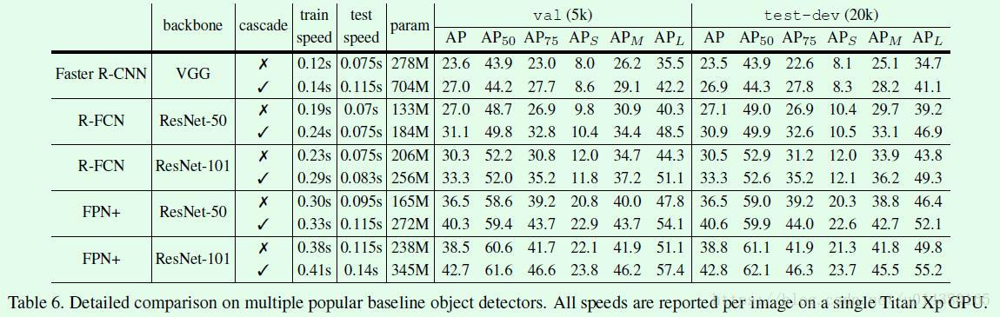 backbone cascade train speed test speed param val (5k) test-dev (20k)
AP AP50 AP75 APS APM APL AP AP50 AP75 APS APM APL
Faster R-CNN VGG ✗ 0.12s 0.075s 278M 23.6 43.9 23.0 8.0 26.2 35.5 23.5 43.9 22.6 8.1 25.1 34.7
✓ 0.14s 0.115s 704M 27.0 44.2 27.7 8.6 29.1 42.2 26.9 44.3 27.8 8.3 28.2 41.1
R-FCN ResNet-50 ✗ 0.19s 0.07s 133M 27.0 48.7 26.9 9.8 30.9 40.3 27.1 49.0 26.9 10.4 29.7 39.2
✓ 0.24s 0.075s 184M 31.1 49.8 32.8 10.4 34.4 48.5 30.9 49.9 32.6 10.5 33.1 46.9
R-FCN ResNet-101 ✗ 0.23s 0.075s 206M 30.3 52.2 30.8 12.0 34.7 44.3 30.5 52.9 31.2 12.0 33.9 43.8
✓ 0.29s 0.083s 256M 33.3 52.0 35.2 11.8 37.2 51.1 33.3 52.6 35.2 12.1 36.2 49.3
FPN+ ResNet-50 ✗ 0.30s 0.095s 165M 36.5 58.6 39.2 20.8 40.0 47.8 36.5 59.0 39.2 20.3 38.8 46.4
✓ 0.33s 0.115s 272M 40.3 59.4 43.7 22.9 43.7 54.1 40.6 59.9 44.0 22.6 42.7 52.1
FPN+ ResNet-101 ✗ 0.38s 0.115s 238M 38.5 60.6 41.7 22.1 41.9 51.1 38.8 61.1 41.9 21.3 41.8 49.8
✓ 0.41s 0.14s 345M 42.7 61.6 46.6 23.8 46.2 57.4 42.8 62.1 46.3 23.7 45.5 55.2
Table 6. Detailed comparison on multiple popular baseline object detectors. All speeds are reported per image on a single Titan Xp GPU.